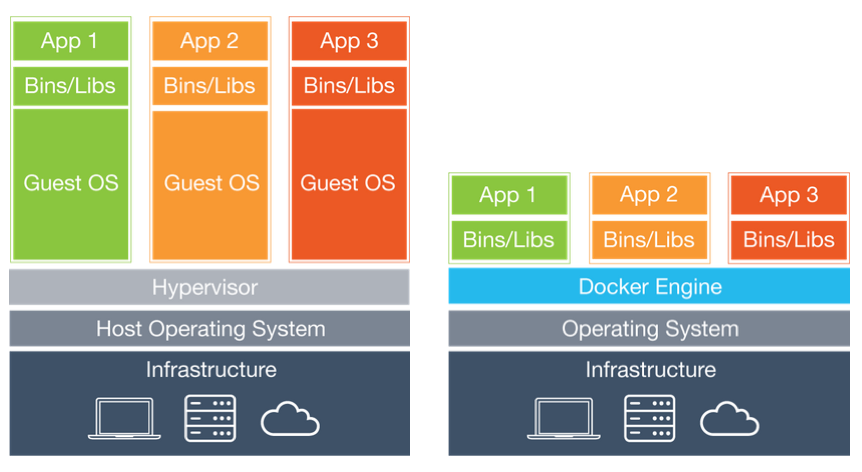 App 1
App 2
App 3
Bins/Libs
Bins/Libs
Bins/Libs
Guest OS
Guest OS
Guest OS
Hypervisor
Host Operating System
Infrastructure
App 1
App 2
App 3
Bins/Libs
Bins/Libs
Bins/Libs
Docker Engine
Operating System
Infrastructure